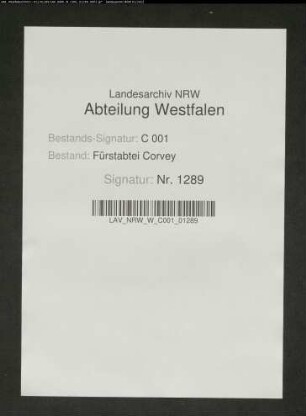 Landesarchiv NRW
Abteilung Westfalen
Bestands-Signatur: C 001
Bestand: Fürstabtei Corvey
Signatur: Nr. 1289
LAV_NRW_W_C001_01289